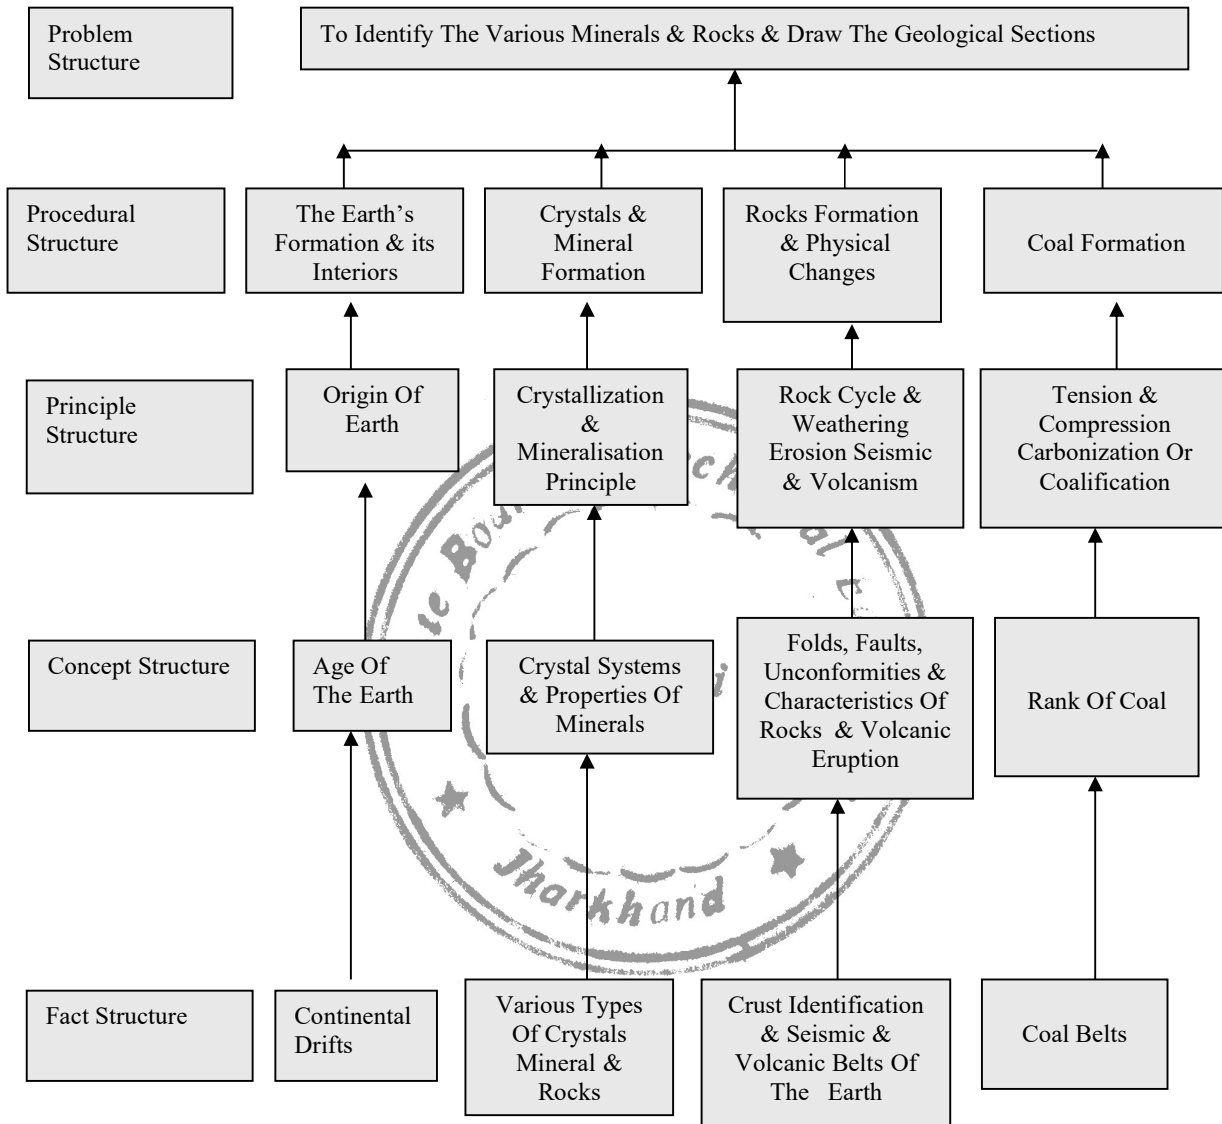 Problem
Structure
To Identify The Various Minerals & Rocks & Draw The Geological Sections
Procedural
Structure
The Earth’s
Formation & its
Interiors
Crystals &
Mineral
Formation
Rocks Formation
& Physical
Changes
Coal Formation
Principle
Structure
Origin Of
Earth
Crystallization
&
Mineralisation
Principle
Rock Cycle &
Weathering
Erosion Seismic
& Volcanism
Tension &
Compression
Carbonization Or
Coalification
Concept Structure
Age Of
The Earth
Crystal Systems
& Properties Of
Minerals
Folds, Faults,
Unconformities &
Characteristics Of
Rocks & Volcanic
Eruption
Rank Of Coal
Fact Structure
Continental
Drifts
Various Types
Of Crystals
Mineral &
Rocks
Crust Identification
& Seismic &
Volcanic Belts Of
The Earth
Coal Belts
Jharkhand